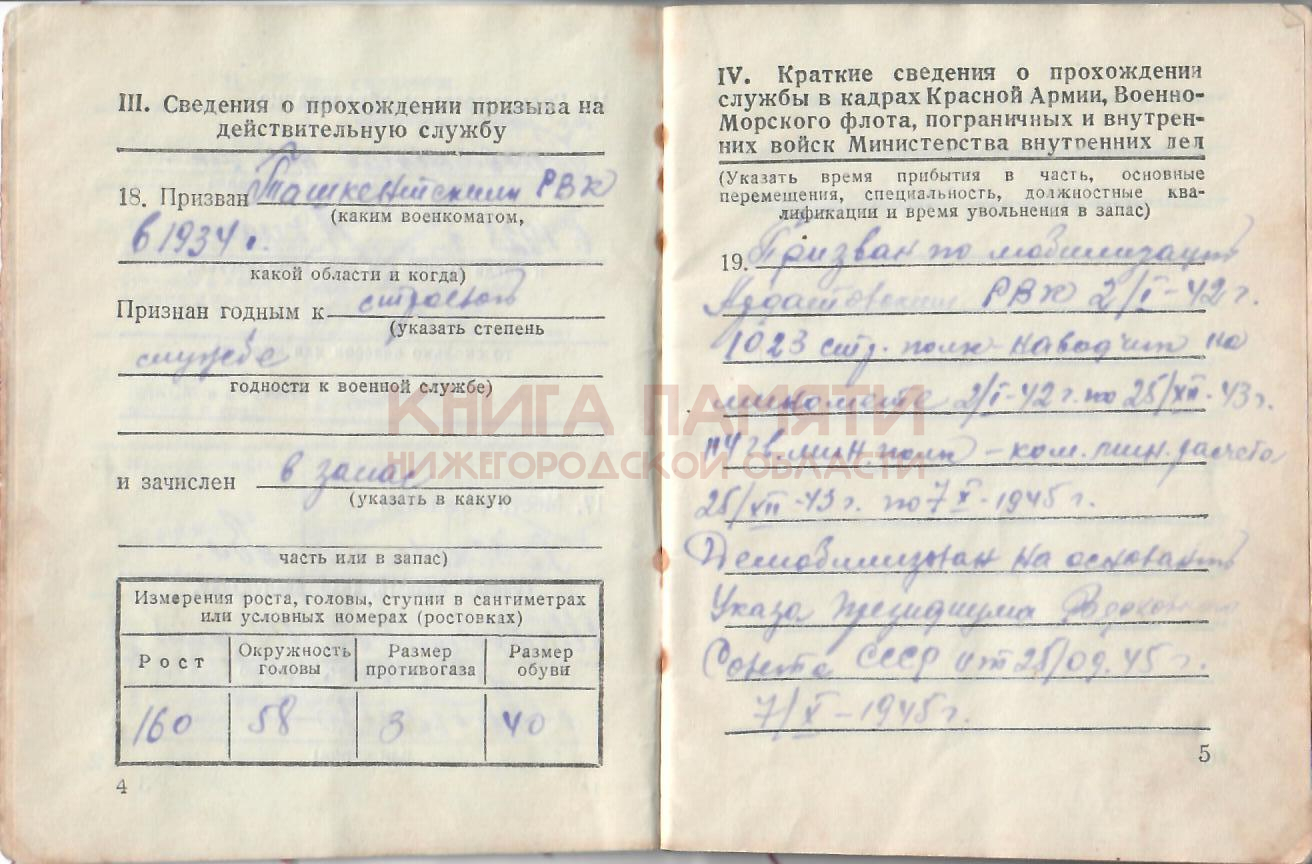 III. Сведения о прохождении призыва на
действительную службу
18. Призван Ташкентским РВК
(каким военкоматом,
в 1934 г.
какой области и когда)
Признан годным к строевой
(указать степень
службе
годности к военной службе)
и зачислен в запас
(указать в какую
часть или в запас)
Измерения роста, головы, ступни в сантиметрах
или условных номерах (ростовках)
Рост
Окружность
головы
Размер
противогаза
Размер
обуви
160 58 3 40
4
IV. Краткие сведения о прохождении
службы в кадрах Красной Армии, Военно-
Морского флота, пограничных и внутрен-
них войск Министерства внутренних дел
(Указать время прибытия в часть, основные
перемещения, специальность, должностные ква-
лификации и время увольнения в запас)
19. Призван по мобилизации
РВК 2/I-42 г.
1023 стр. полк наводчик на
миномете 2/I-42 г. по 25/XII-43 г.
гв. мин. полк – ком. мин. расчета
25/XII-43 г. по 7 X-1945 г.
Демобилизован на основании
Указа Президиума Верховного
Совета СССР от 25/09.45 г.
7/X-1945 г.
5
КНИГА ПАМЯТИ
НИЖЕГОРОДСКОЙ ОБЛАСТИ